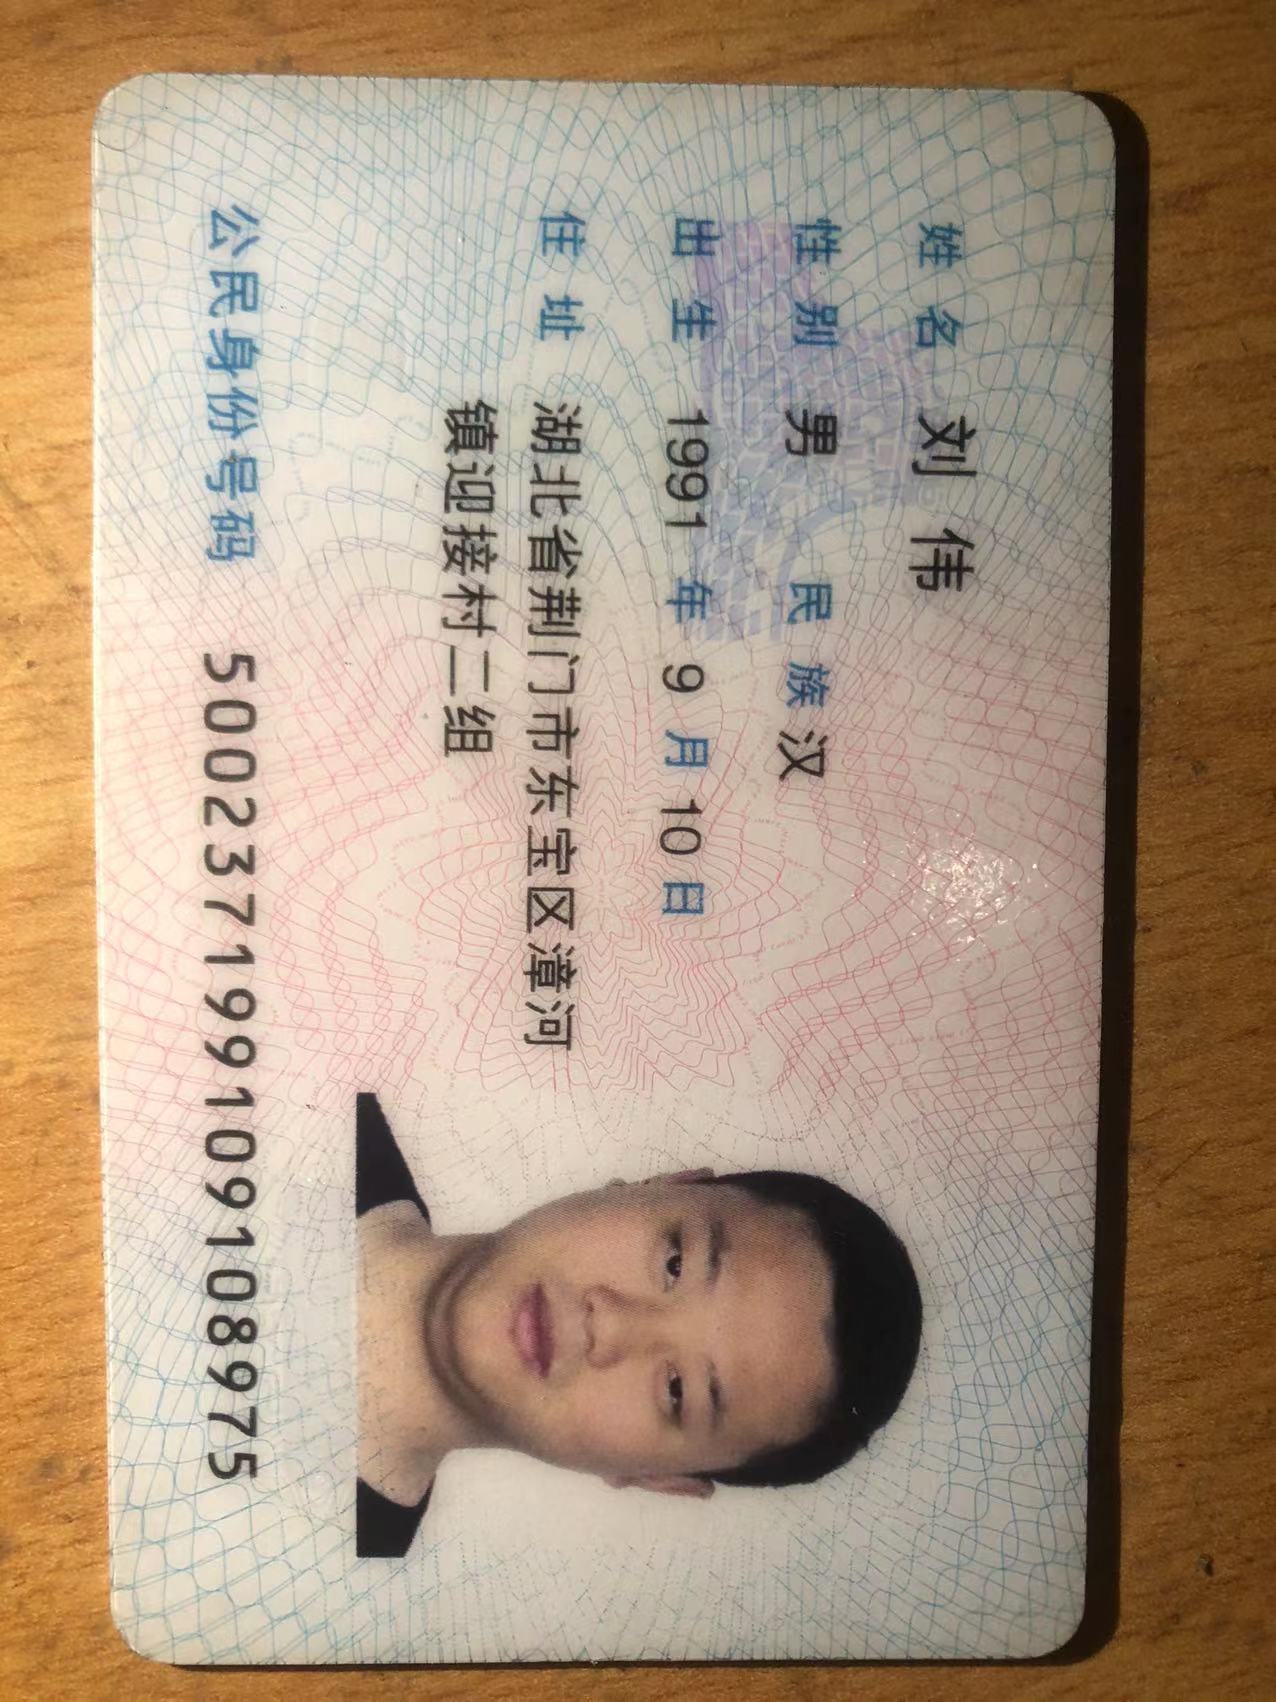 姓名 刘伟
性别 男 民族 汉
出生 1991 年 9 月 10 日
住址 湖北省荆门市东宝区漳河
镇迎接村二组
公民身份号码 500237199109108975